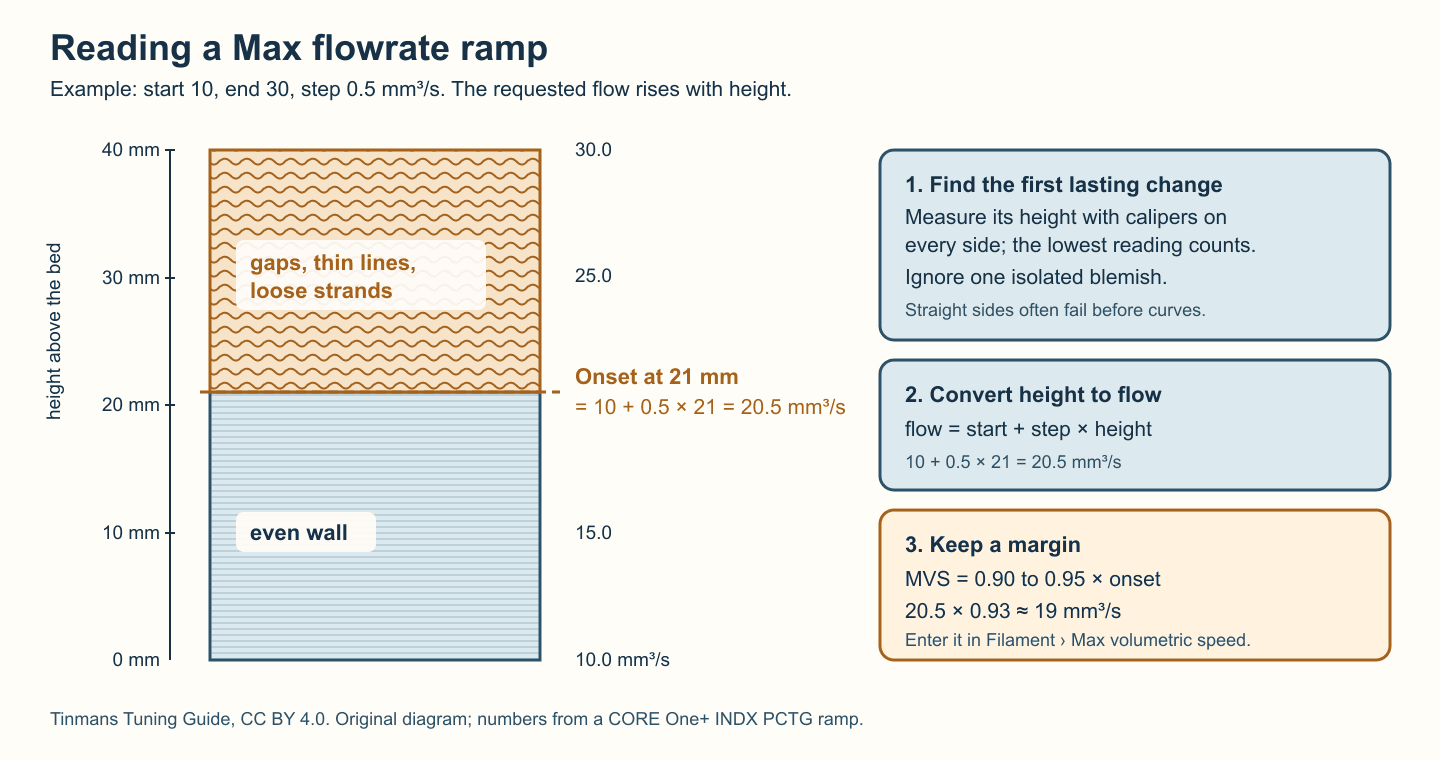 Reading a Max flowrate ramp
Example: start 10, end 30, step 0.5 mm³/s. The requested flow rises with height.
height above the bed
40 mm
30 mm
20 mm
10 mm
0 mm
gaps, thin lines,
loose strands
even wall
30.0
25.0
Onset at 21 mm
= 10 + 0.5 × 21 = 20.5 mm³/s
15.0
10.0 mm³/s
1. Find the first lasting change
Measure its height with calipers on
every side; the lowest reading counts.
Ignore one isolated blemish.
Straight sides often fail before curves.
2. Convert height to flow
flow = start + step × height
10 + 0.5 × 21 = 20.5 mm³/s
3. Keep a margin
MVS = 0.90 to 0.95 × onset
20.5 × 0.93 ≈ 19 mm³/s
Enter it in Filament › Max volumetric speed.
Tinmans Tuning Guide, CC BY 4.0. Original diagram; numbers from a CORE One+ INDX PCTG ramp.